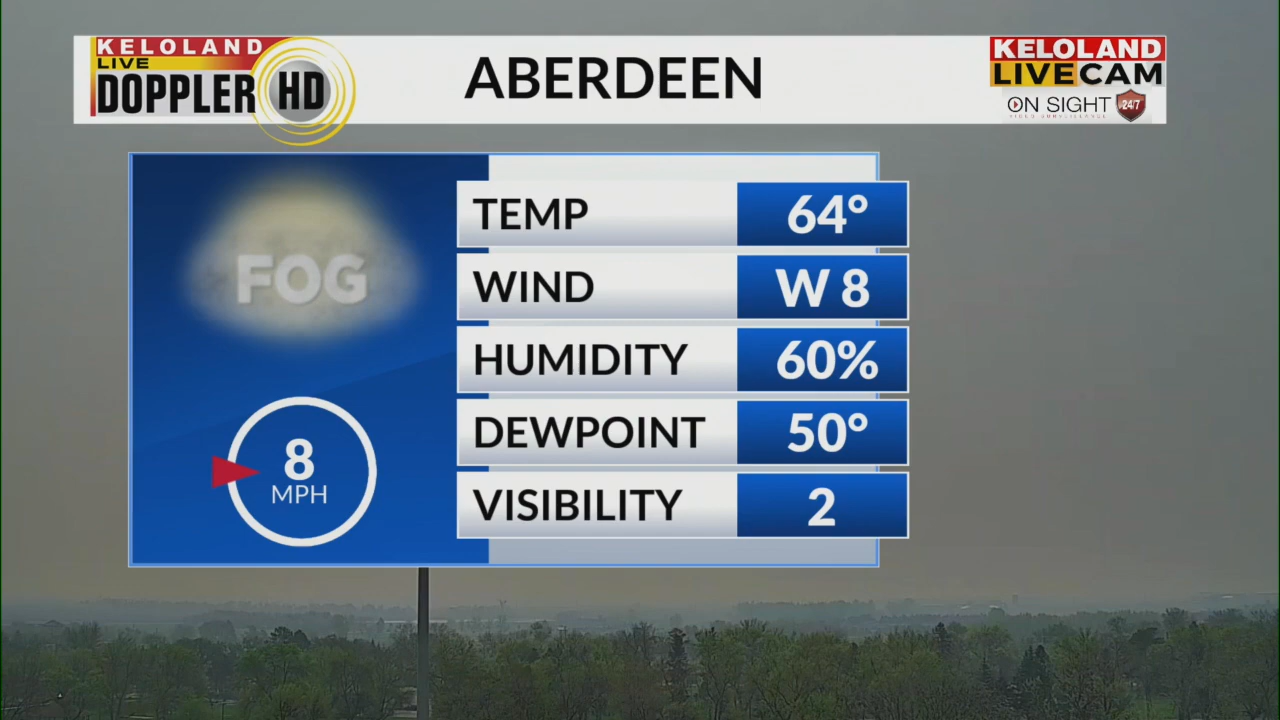 KELOLAND
LIVE
DOPPLER HD
ABERDEEN
KELOLAND
LIVECAM
ON SIGHT 24/7
FOG
8
MPH
TEMP 64°
WIND W 8
HUMIDITY 60%
DEWPOINT 50°
VISIBILITY 2